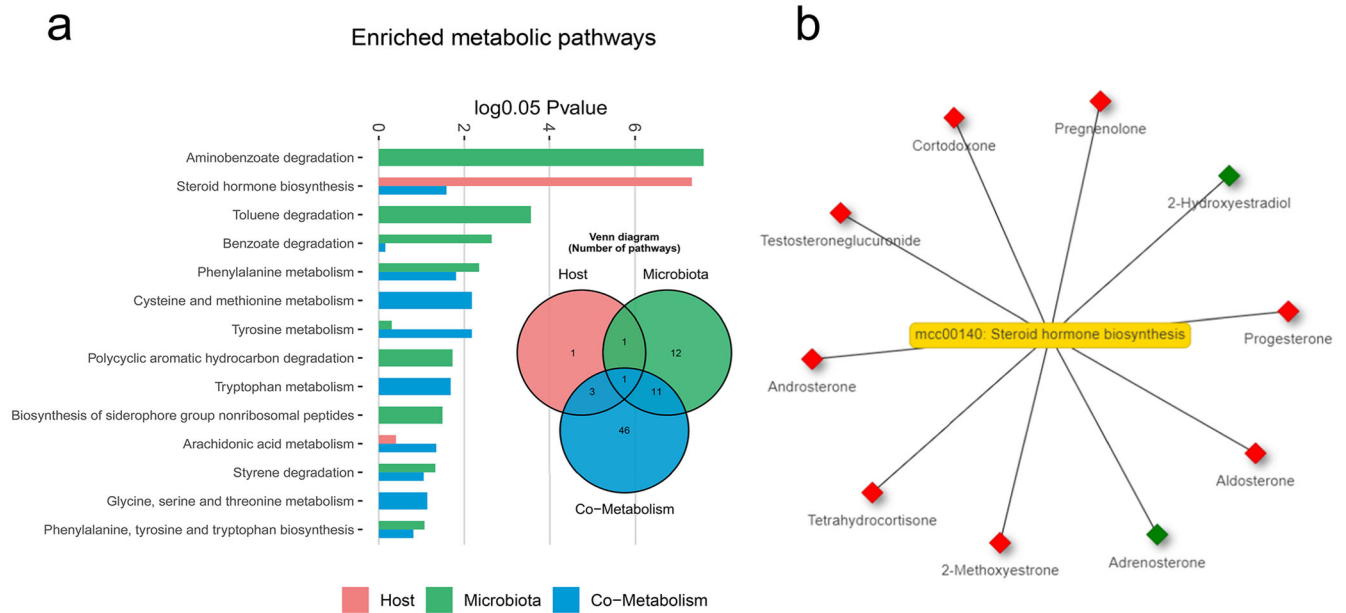 a
Enriched metabolic pathways
log0.05 Pvalue
0 2 4 6
Aminobenzoate degradation
Steroid hormone biosynthesis
Toluene degradation
Benzoate degradation
Phenylalanine metabolism
Cysteine and methionine metabolism
Tyrosine metabolism
Polycyclic aromatic hydrocarbon degradation
Tryptophan metabolism
Biosynthesis of siderophore group nonribosomal peptides
Arachidonic acid metabolism
Styrene degradation
Glycine, serine and threonine metabolism
Phenylalanine, tyrosine and tryptophan biosynthesis
Venn diagram
(Number of pathways)
Host Microbiota
1 1 12
3 1 11
46
Co-Metabolism
Host Microbiota Co-Metabolism
b
Pregnenolone
Cortodoxone
2-Hydroxyestradiol
Testosteroneglucuronide
mcc00140: Steroid hormone biosynthesis
Progesterone
Androsterone
Aldosterone
Tetrahydrocortisone
Adrenosterone
2-Methoxyestrone